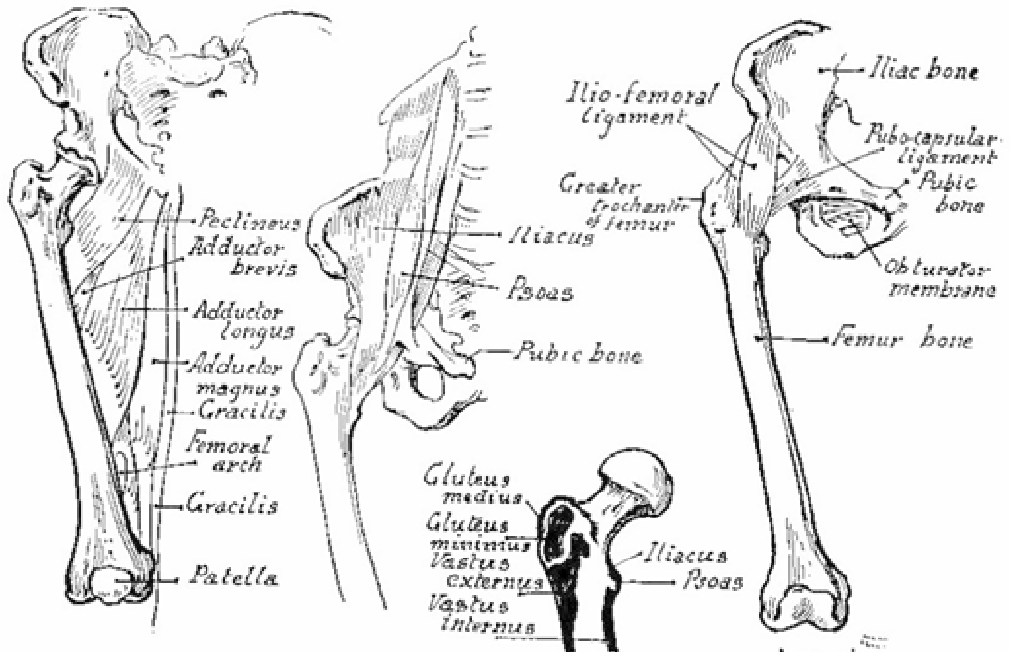 Pectineus
Adductor
brevis
Adductor
longus
Adductor
magnus
Gracilis
Femoral
arch
Gracilis
Patella
Iliacus
Psoas
Pubic bone
Gluteus
medius
Gluteus
minimus
Vastus
externus
Vastus
internus
Iliacus
Psoas
Iliac bone
Ilio-femoral
ligament
Pubo-capsular-
ligament
Pubic
bone
Greater
trochanter
of femur
Obturator
membrane
Femur bone